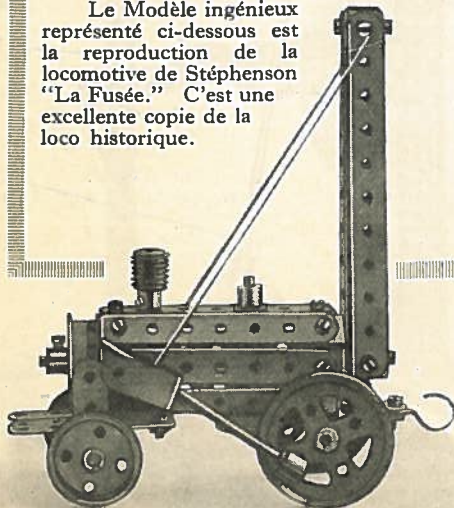 Le Modèle ingénieux
représenté ci-dessous est
la reproduction de la
locomotive de Stéphenson
“La Fusée.” C'est une
excellente copie de la
loco historique.